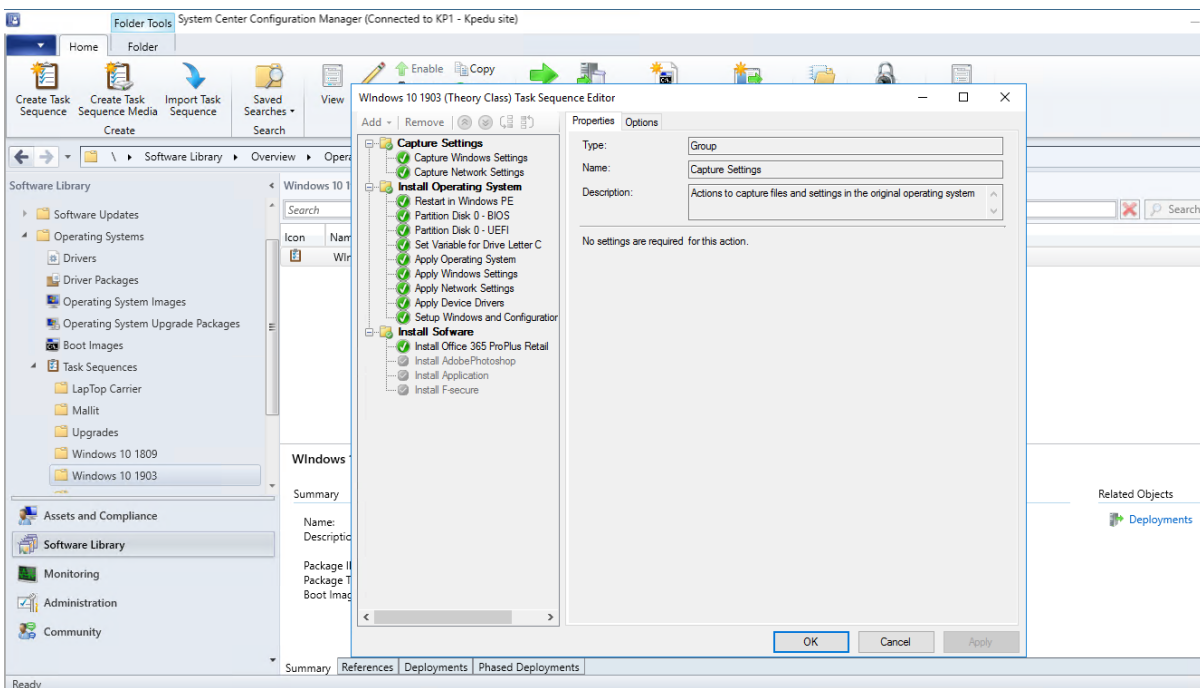 Folder Tools System Center Configuration Manager (Connected to KP1 - Kpedu site)
Home Folder
Create Task Sequence
Create Task Sequence Media
Import Task Sequence
Saved Searches
View
Enable Copy
Create
Search
\ Software Library Overview
Software Library
Software Updates
Operating Systems
Drivers
Driver Packages
Operating System Images
Operating System Upgrade Packages
Boot Images
Task Sequences
LapTop Carrier
Mallit
Upgrades
Windows 10 1809
Windows 10 1903
Assets and Compliance
Software Library
Monitoring
Administration
Community
Ready
Windows 10 1
Search
Search
Icon
WIndows
Summary
Name:
Package
Package
Boot
Related Objects
Deployments
Summary References Deployments Phased Deployments
WIndows 10 1903 (Theory Class) Task Sequence Editor
Add Remove
Capture Settings
Capture Windows Settings
Capture Network Settings
Install Operating System
Restart in Windows PE
Partition Disk 0 - BIOS
Partition Disk 0 - UEFI
Set Variable for Drive Letter C
Apply Operating System
Apply Windows Settings
Apply Network Settings
Apply Device Drivers
Setup Windows and Configuration
Install Sofware
Install Office 365 ProPlus Retail
Install AdobePhotoshop
Install Application
Install F-secure
Properties Options
Type: Group
Name: Capture Settings
Description: Actions to capture files and settings in the original operating system
No settings are required for this action.
OK Cancel Apply